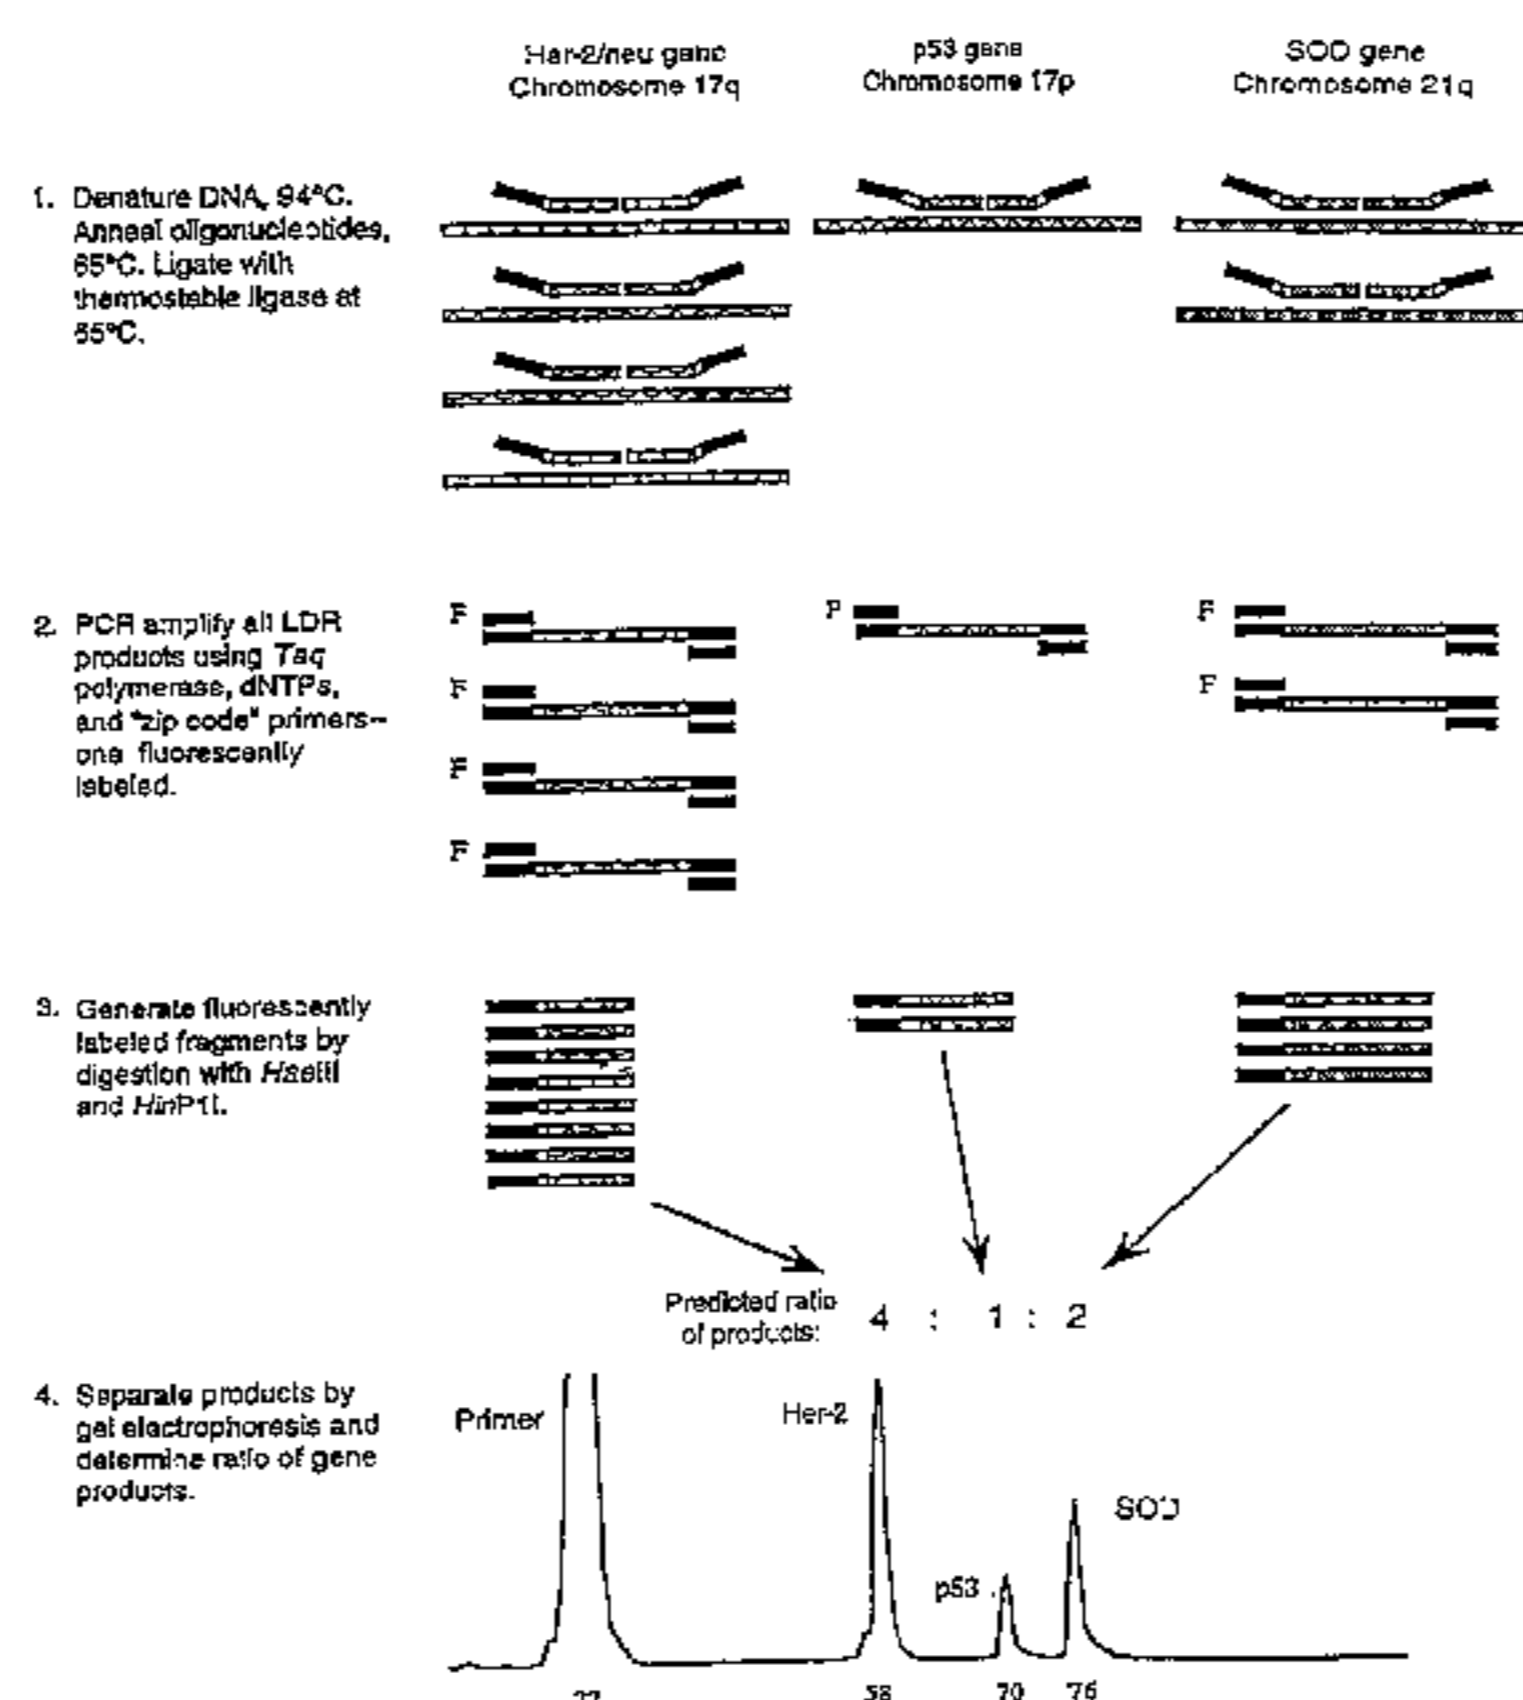 Her-2/neu gene
Chromosome 17q
p53 gene
Chromosome 17p
SOD gene
Chromosome 21q
1. Denature DNA, 94°C.
Anneal oligonucleotides,
65°C. Ligate with
thermostable ligase at
65°C.
2. PCR amplify all LDR
products using Taq
polymerase, dNTPs,
and "zip code" primers--
one fluorescently
labeled.
F
F
F
F
F
F
F
3. Generate fluorescently
labeled fragments by
digestion with HaeIII
and HinP1I.
Predicted ratio
of products:
4 : 1 : 2
4. Separate products by
gel electrophoresis and
determine ratio of gene
products.
Primer
Her-2
p53
SOD
58 70 76